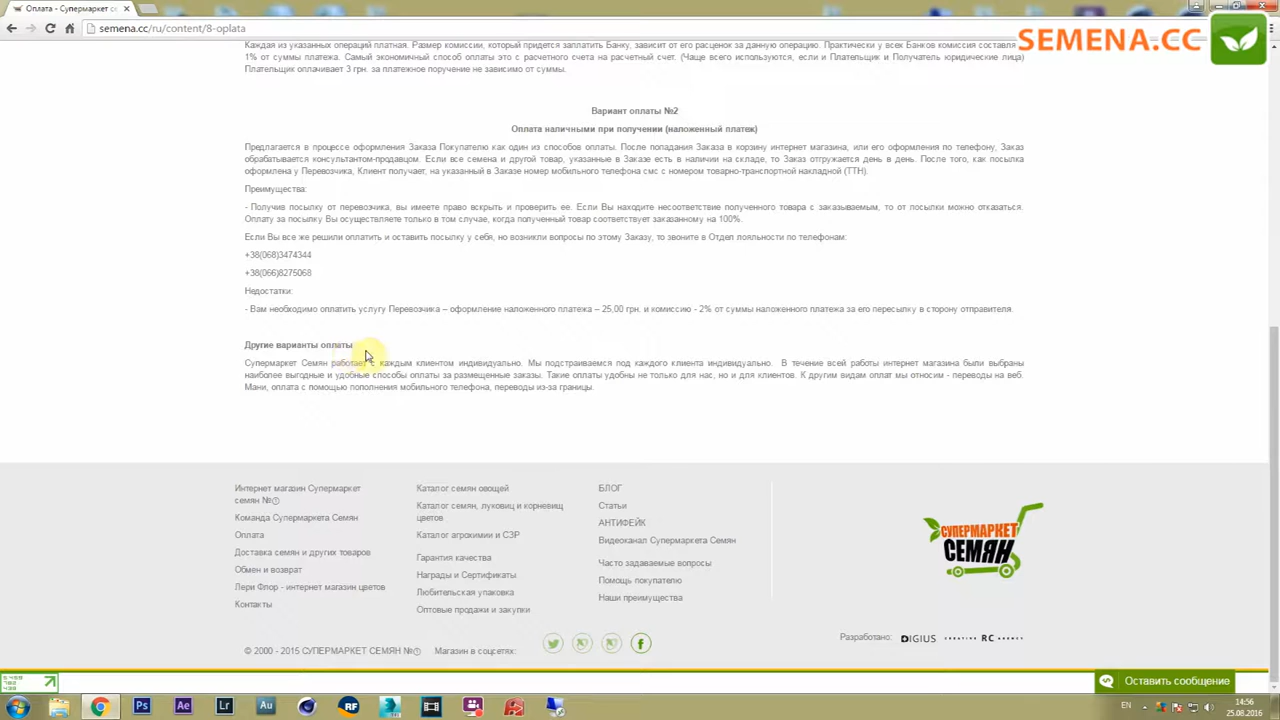 Оплата - Супермаркет се
semena.cc/ru/content/8-oplata
SEMENA.CC
Каждая из указанных операций платная. Размер комиссии, который придется заплатить Банку, зависит от его расценок за данную операцию. Практически у всех Банков комиссия составляет
1% от суммы платежа. Самый экономичный способ оплаты это с расчетного счета на расчетный счет. (Чаще всего используются, если и Плательщик и Получатель юридические лица)
Плательщик оплачивает 3 грн. за платежное поручение не зависимо от суммы.
Вариант оплаты №2
Оплата наличными при получении (наложенный платеж)
Предлагается в процессе оформления Заказа Покупателю как один из способов оплаты. После попадания Заказа в корзину интернет магазина, или его оформления по телефону, Заказ
обрабатывается консультантом-продавцом. Если все семена и другой товар, указанные в Заказе есть в наличии на складе, то Заказ отгружается день в день. После того, как посылка
оформлена у Перевозчика, Клиент получает, на указанный в Заказе номер мобильного телефона смс с номером товарно-транспортной накладной (ТТН).
Преимущества:
- Получив посылку от перевозчика, вы имеете право вскрыть и проверить ее. Если Вы находите несоответствие полученного товара с заказываемым, то от посылки можно отказаться.
Оплату за посылку Вы осуществляете только в том случае, когда полученный товар соответствует заказанному на 100%.
Если Вы все же решили оплатить и оставить посылку у себя, но возникли вопросы по этому Заказу, то звоните в Отдел лояльности по телефонам:
+38(068)3474344
+38(066)8275068
Недостатки:
- Вам необходимо оплатить услугу Перевозчика – оформление наложенного платежа – 25,00 грн. и комиссию - 2% от суммы наложенного платежа за его пересылку в сторону отправителя.
Другие варианты оплаты
Супермаркет Семян работает с каждым клиентом индивидуально. Мы подстраиваемся под каждого клиента индивидуально. В течение всей работы интернет магазина были выбраны
наиболее выгодные и удобные способы оплаты за размещенные заказы. Такие оплаты удобны не только для нас, но и для клиентов. К другим видам оплат мы относим - переводы на веб.
Мани, оплата с помощью пополнения мобильного телефона, переводы из-за границы.
Интернет магазин Супермаркет
семян №①
Команда Супермаркета Семян
Оплата
Доставка семян и других товаров
Обмен и возврат
Лери Флор - интернет магазин цветов
Контакты
Каталог семян овощей
Каталог семян, луковиц и корневищ
цветов
Каталог агрохимии и СЗР
Гарантия качества
Награды и Сертификаты
Любительская упаковка
Оптовые продажи и закупки
БЛОГ
Статьи
АНТИФЕЙК
Видеоканал Супермаркета Семян
Часто задаваемые вопросы
Помощь покупателю
Наши преимущества
СУПЕРМАРКЕТ
СЕМЯН
Разработано: DIGIUS CREATIVE RC
© 2000 - 2015 СУПЕРМАРКЕТ СЕМЯН №① Магазин в соцсетях:
Оставить сообщение
Ps Ae Lr Au RF
EN 14:56
25.08.2016